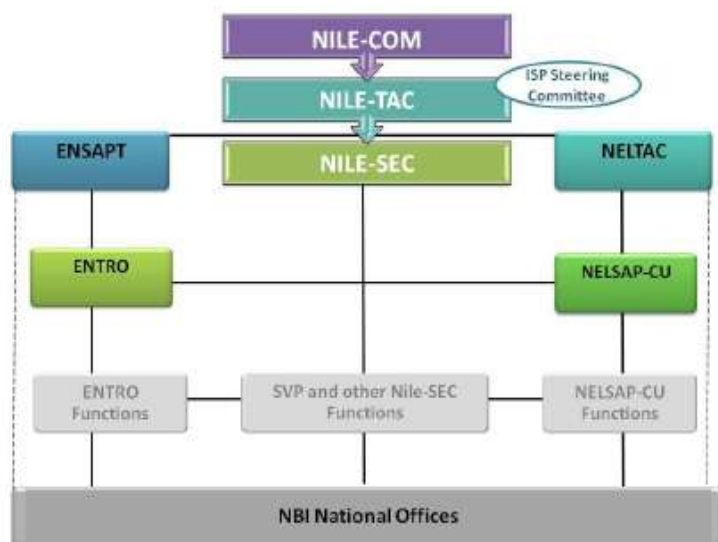 NILE-COM
ISP Steering
Committee
NILE-TAC
ENSAPT
NILE-SEC
NELTAC
ENTRO
NELSAP-CU
ENTRO
Functions
SVP and other Nile-SEC
Functions
NELSAP-CU
Functions
NBI National Offices